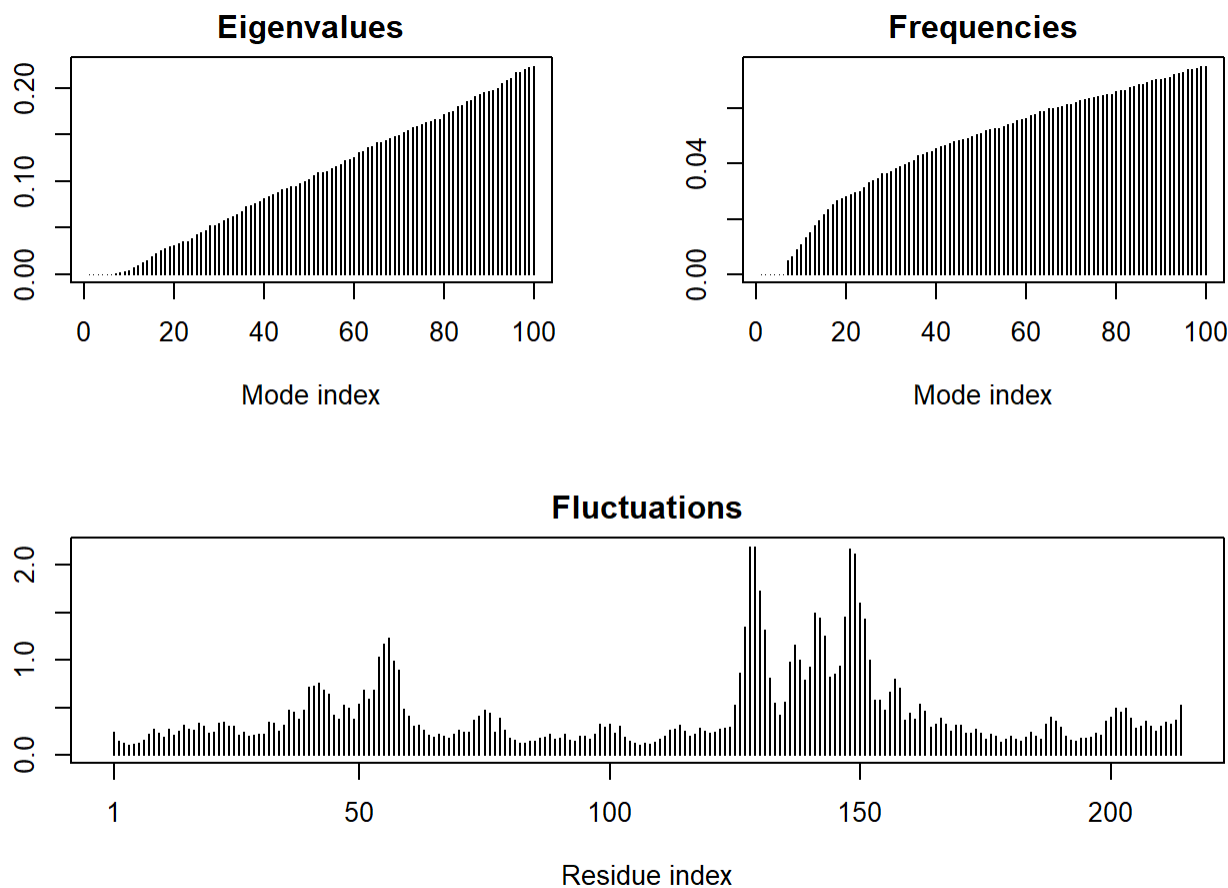 Eigenvalues
0.20
0.10
0.00
0 20 40 60 80 100
Mode index
Frequencies
0.04
0.00
0 20 40 60 80 100
Mode index
Fluctuations
2.0
1.0
0.0
1 50 100 150 200
Residue index